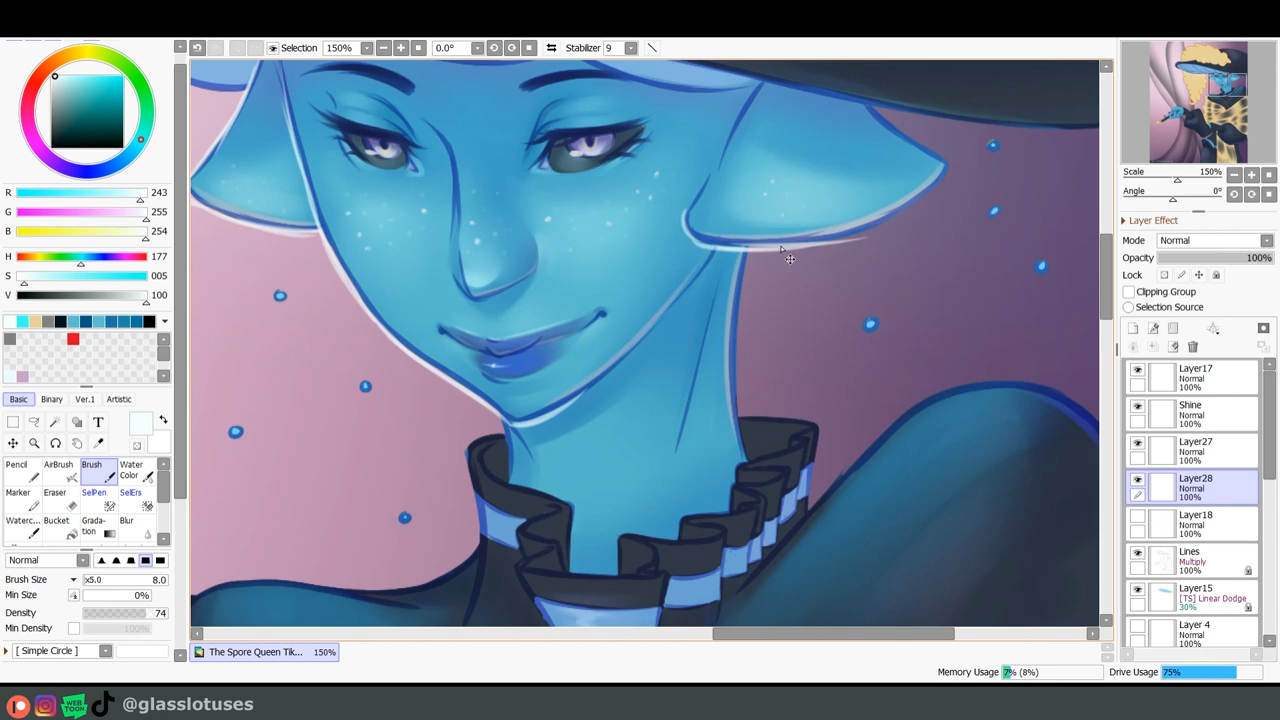 Selection 150% 0.0° Stabilizer 9
R 243
G 255
B 254
H 177
S 005
V 100
Basic Binary Ver.1 Artistic
T
Pencil AirBrush Brush Water Color
Marker Eraser SelPen SelErs
Waterc... Bucket Grada-tion Blur
Normal
Brush Size x5.0 8.0
Min Size 0%
Density 74
Min Density 100%
[ Simple Circle ]
The Spore Queen Tik... 150%
Scale 150%
Angle 0°
Layer Effect
Mode Normal
Opacity 100%
Lock
Clipping Group
Selection Source
Layer17
Normal
100%
Shine
Normal
100%
Layer27
Normal
100%
Layer28
Normal
100%
Layer18
Normal
100%
Lines
Multiply
100%
Layer15
[TS] Linear Dodge
30%
Layer 4
Normal
100%
Memory Usage 7% (8%) Drive Usage 75%
WEB
TOON
@glasslotuses